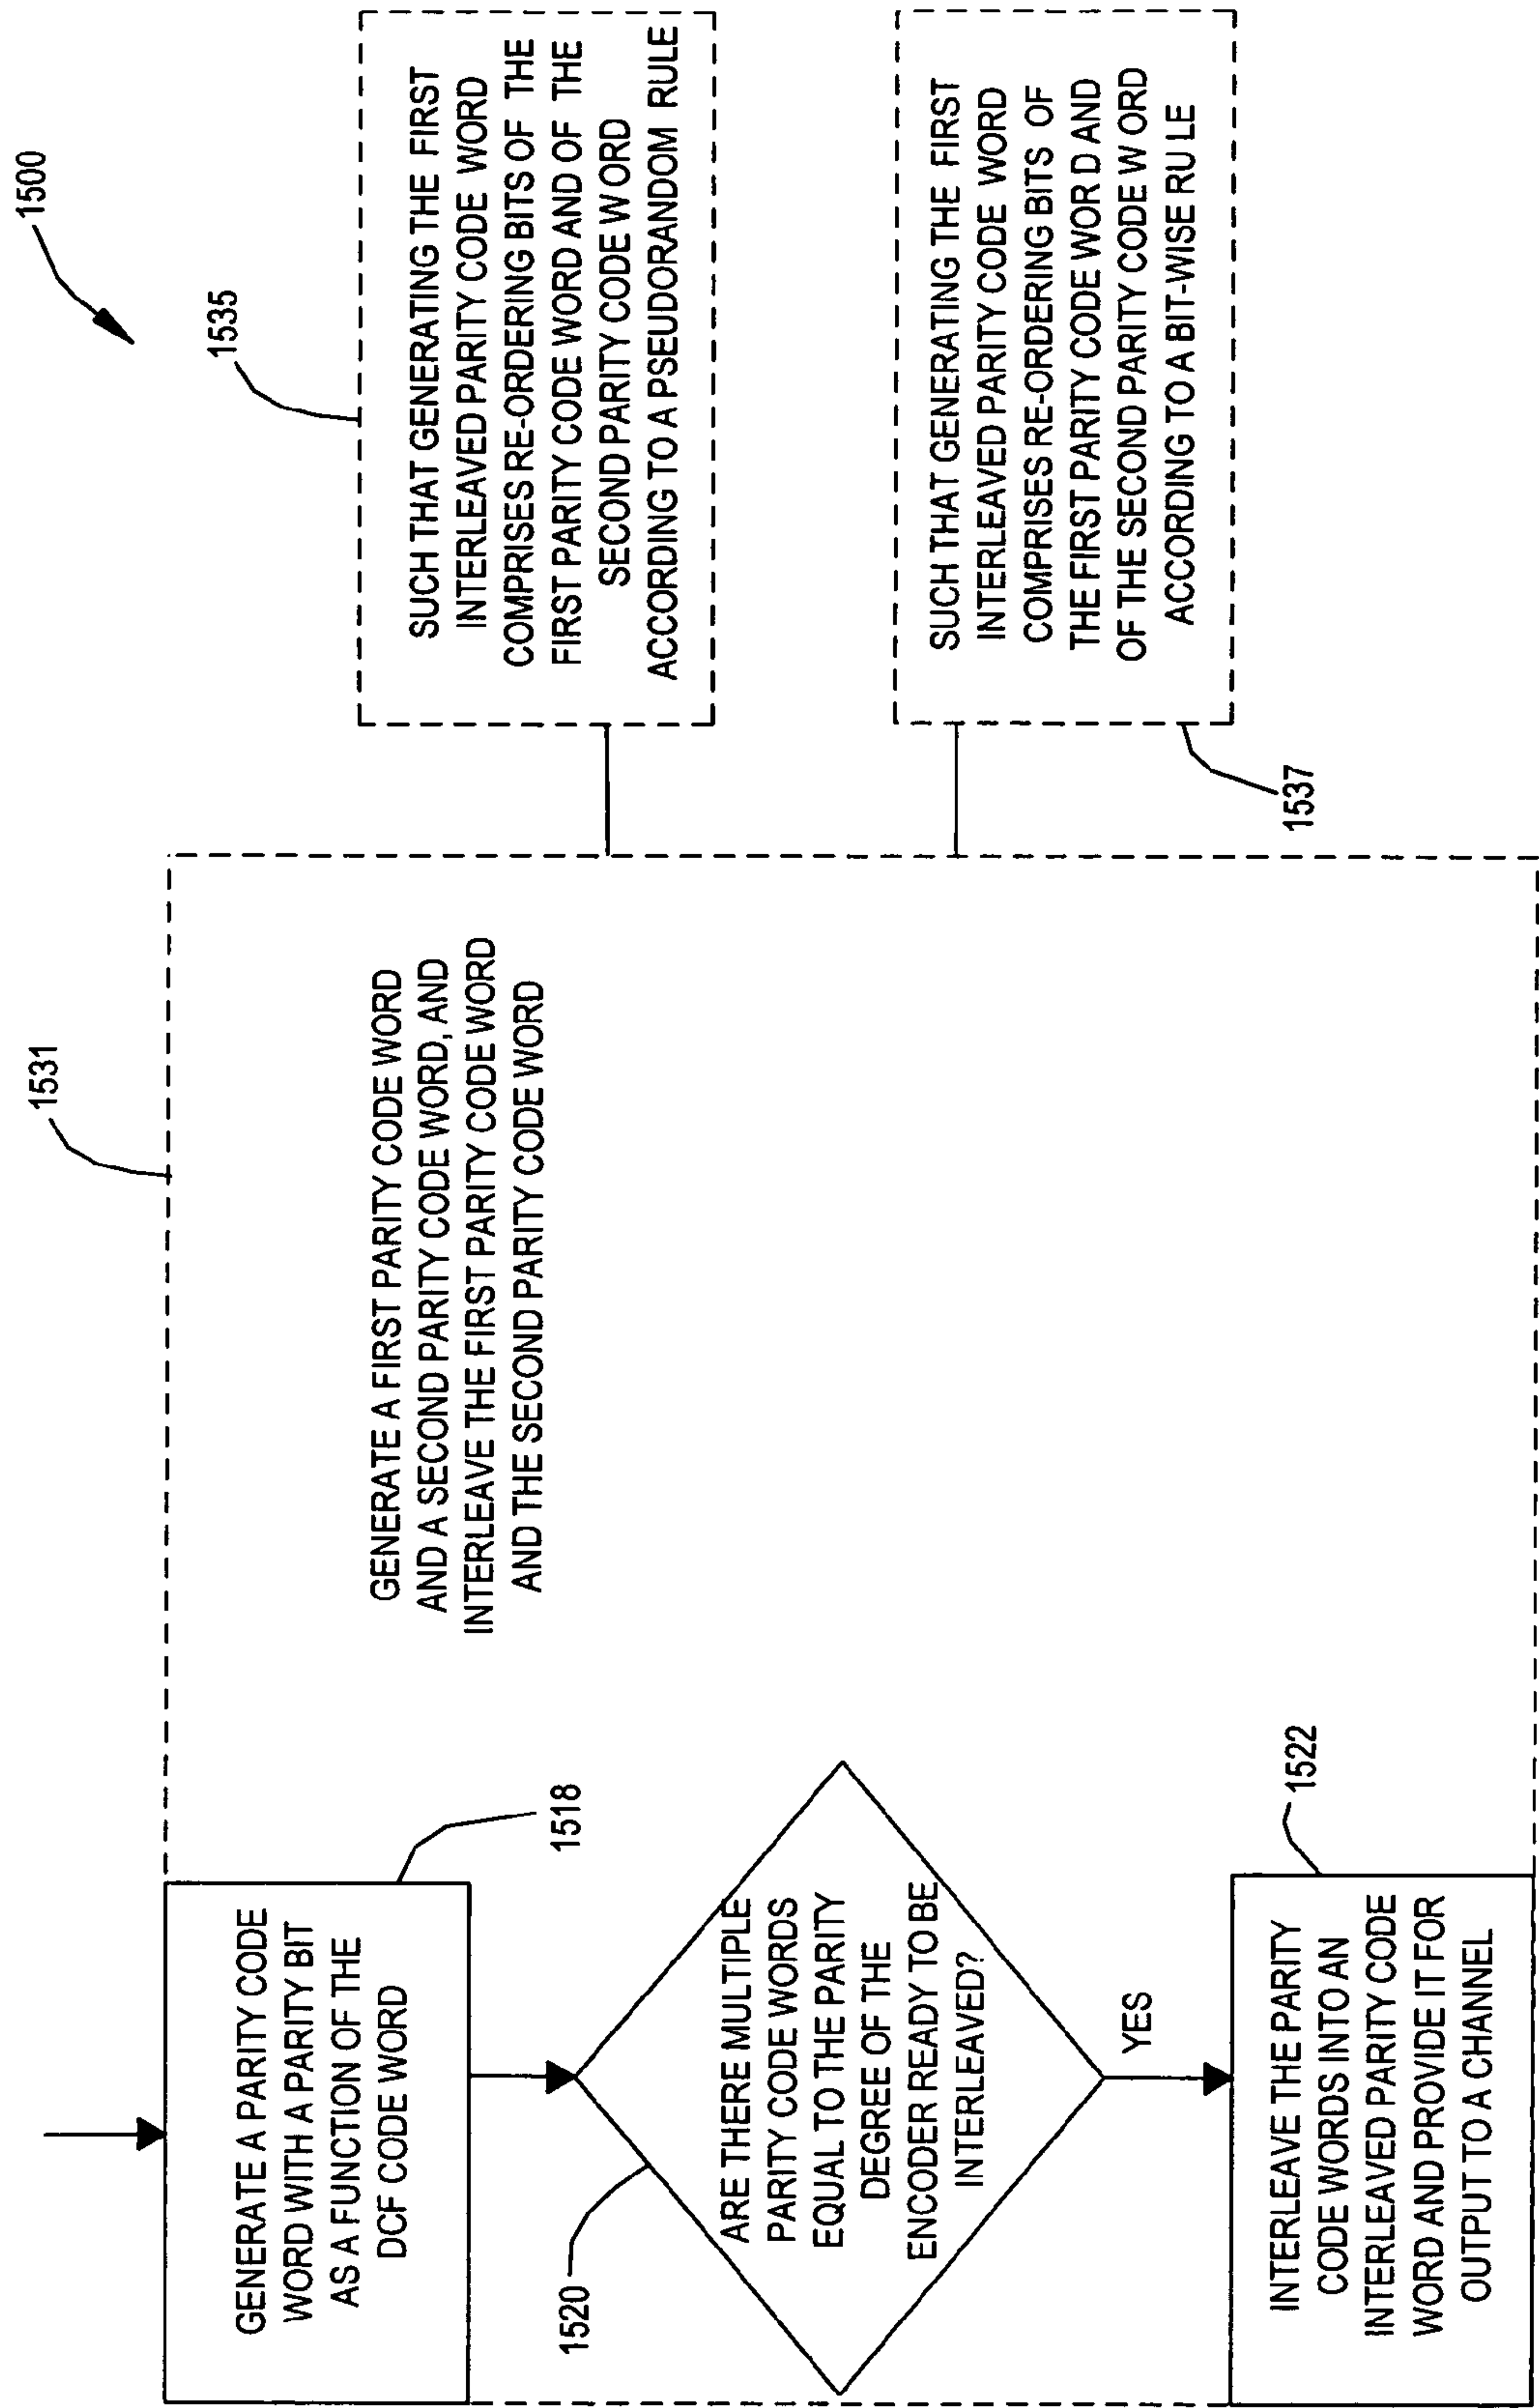 1500
1531
GENERATE A PARITY CODE
WORD WITH A PARITY BIT
AS A FUNCTION OF THE
DCF CODE WORD
1518
GENERATE A FIRST PARITY CODE WORD
AND A SECOND PARITY CODE WORD, AND
INTERLEAVE THE FIRST PARITY CODE WORD
AND THE SECOND PARITY CODE WORD
1535
SUCH THAT GENERATING THE FIRST
INTERLEAVED PARITY CODE WORD
COMPRISES RE-ORDERING BITS OF THE
FIRST PARITY CODE WORD AND OF THE
SECOND PARITY CODE W ORD
ACCORDING TO A PSEUDORANDOM RULE
1520
ARE THERE MULTIPLE
PARITY CODE WORDS
EQUAL TO THE PARITY
DEGREE OF THE
ENCODER READY TO BE
INTERLEAVED?
YES
SUCH THAT GENERATING THE FIRST
INTERLEAVED PARITY CODE WORD
COMPRISES RE-ORDERING BITS OF
THE FIRST PARITY CODE WOR D AND
OF THE SECOND PARITY CODE W ORD
ACCORDING TO A BIT-WISE RU LE
1537
1522
INTERLEAVE THE PARITY
CODE WORDS INTO AN
INTERLEAVED PARITY CODE
WORD AND PROVIDE IT FOR
OUTPUT TO A CHANNEL